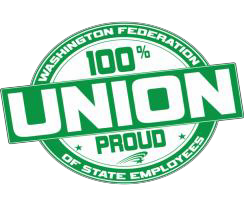 WASHINGTON FEDERATION
100%
UNION
PROUD
OF STATE EMPLOYEES